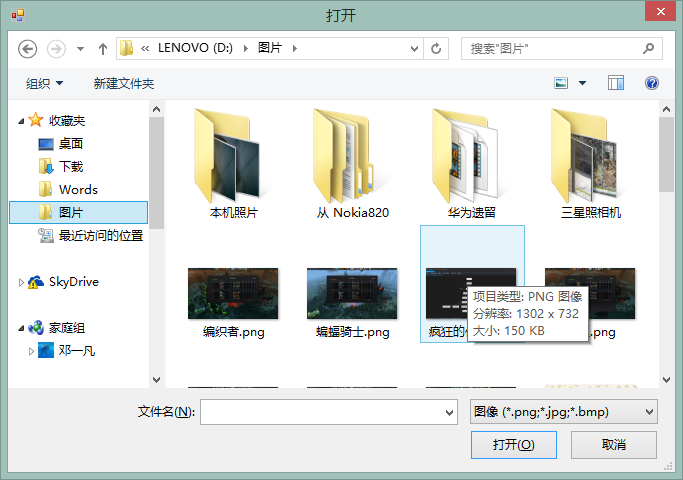 打开
« LENOVO (D:) 图片
搜索"图片"
组织 新建文件夹
收藏夹
桌面
下载
Words
图片
最近访问的位置
SkyDrive
家庭组
邓一凡
本机照片
从 Nokia820
华为遗留
三星照相机
编织者.png
蝙蝠骑士.png
疯狂的
.png
项目类型: PNG 图像
分辨率: 1302 x 732
大小: 150 KB
文件名(N):
图像 (*.png;*.jpg;*.bmp)
打开(O)
取消